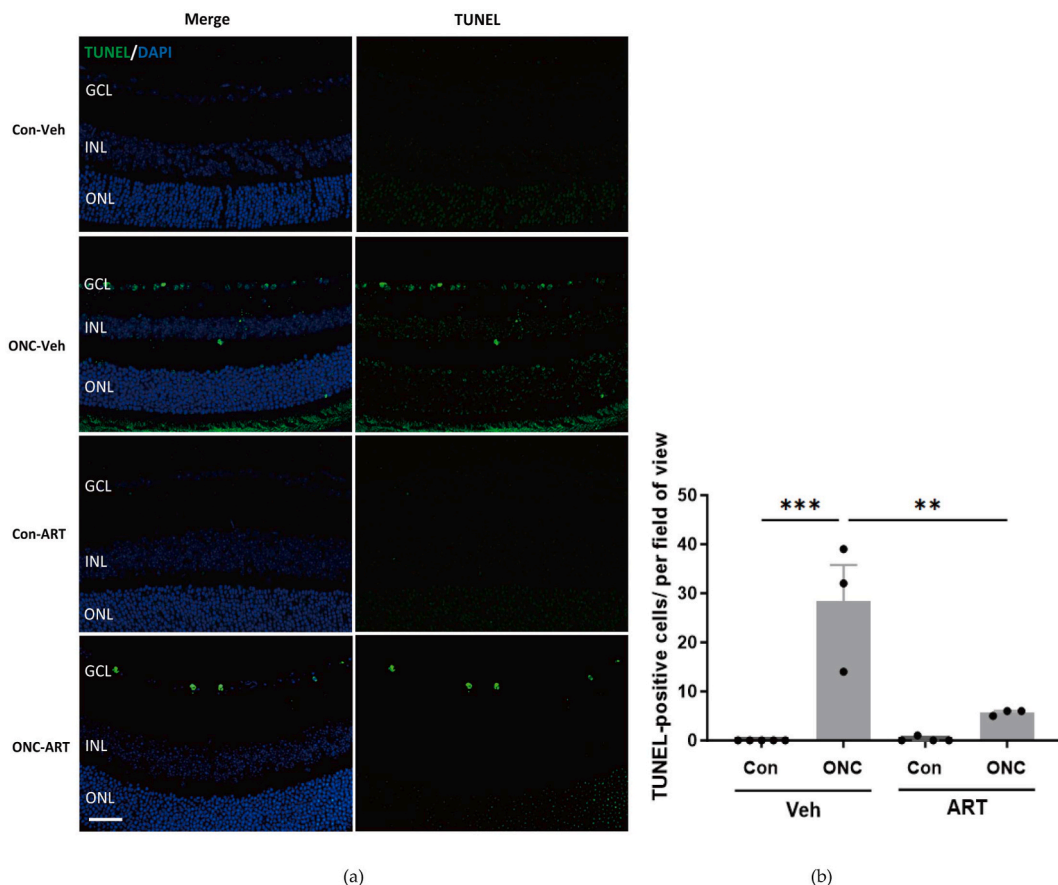 Merge
TUNEL
TUNEL/DAPI
GCL
Con-Veh
INL
ONL
GCL
INL
ONC-Veh
ONL
GCL
Con-ART
INL
ONL
GCL
INL
ONC-ART
ONL
TUNEL-positive cells/ per field of view
50
40
30
20
10
0
***
**
Con
ONC
Con
ONC
Veh
ART
(a)
(b)